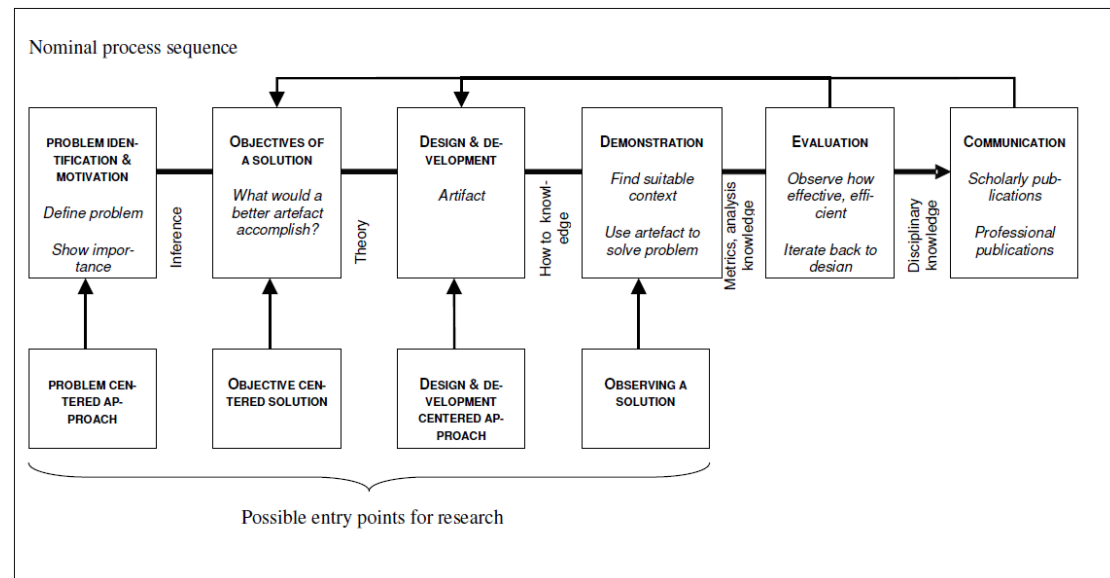 Nominal process sequence
PROBLEM IDEN-
TIFICATION &
MOTIVATION
Define problem
Show impor-
tance
Inference
OBJECTIVES OF
A SOLUTION
What would a
better artefact
accomplish?
Theory
DESIGN & DE-
VELOPMENT
Artifact
How to knowl-
edge
DEMONSTRATION
Find suitable
context
Use artefact to
solve problem
Metrics, analysis
knowledge
EVALUATION
Observe how
effective, effi-
cient
Iterate back to
design
Disciplinary
knowledge
COMMUNICATION
Scholarly pub-
lications
Professional
publications
PROBLEM CEN-
TERED AP-
PROACH
OBJECTIVE CEN-
TERED SOLUTION
DESIGN & DE-
VELOPMENT
CENTERED AP-
PROACH
OBSERVING A
SOLUTION
Possible entry points for research